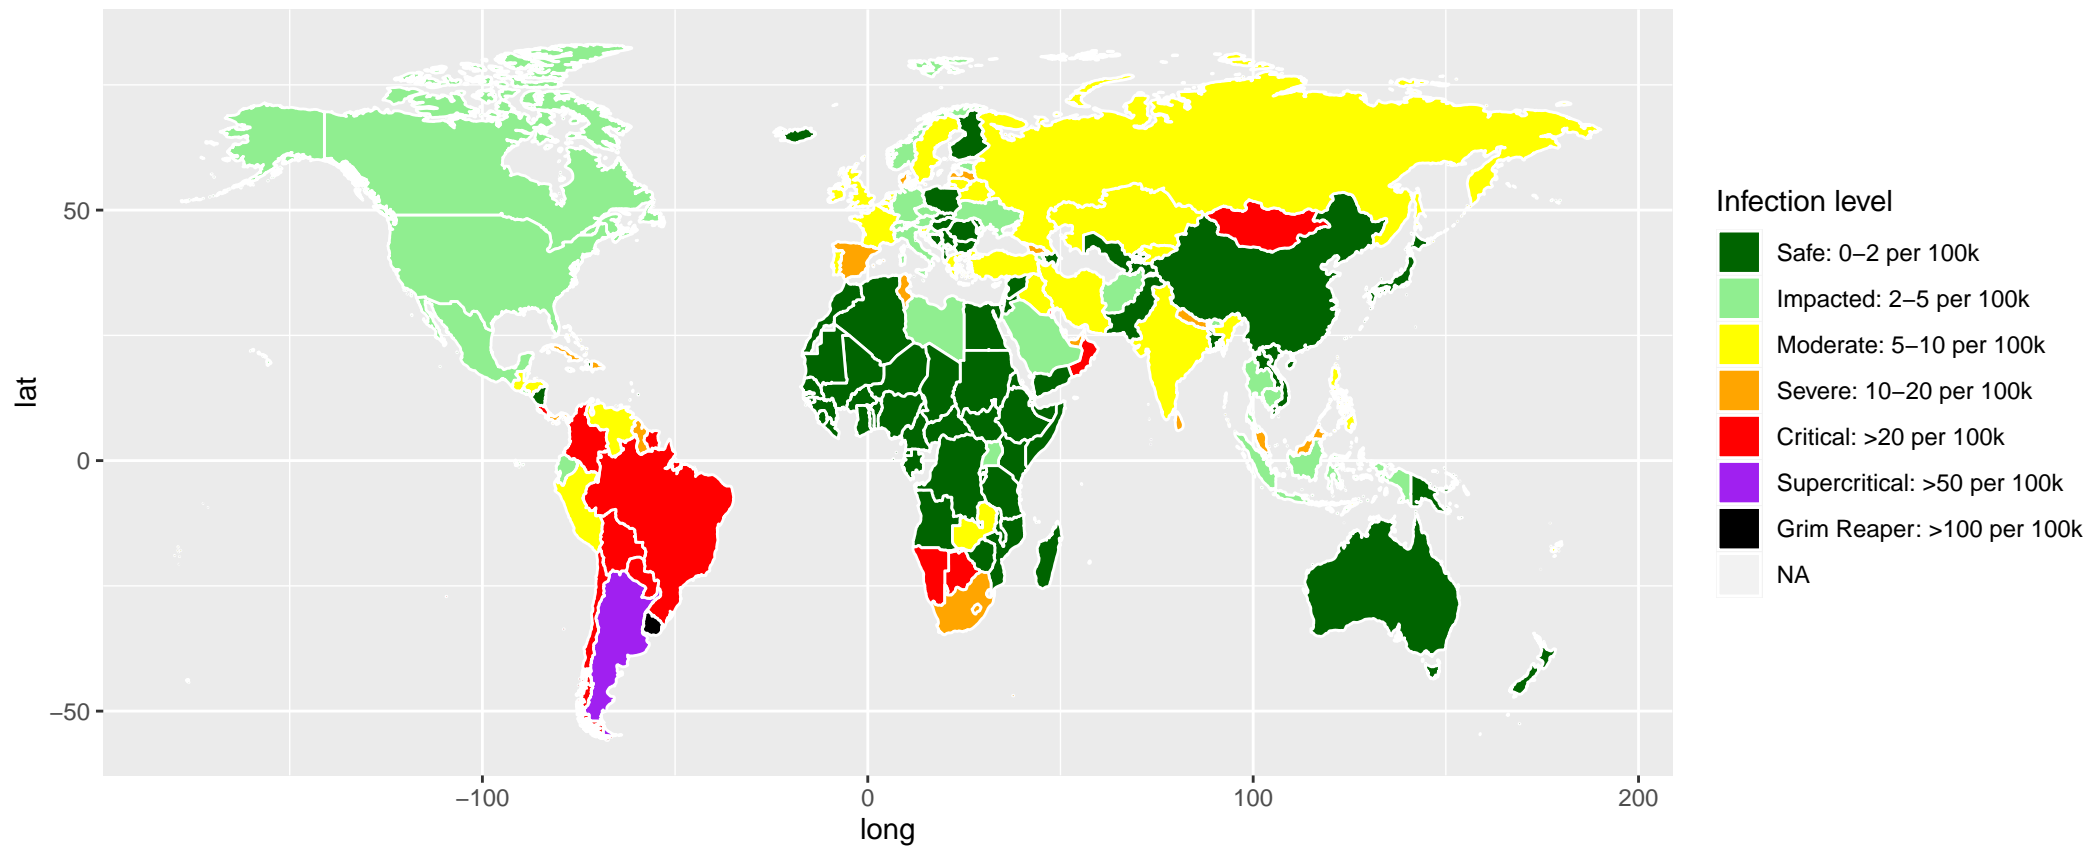 lat
50
0
−50
−100
0
100
200
long
Infection level
Safe: 0−2 per 100k
Impacted: 2−5 per 100k
Moderate: 5−10 per 100k
Severe: 10−20 per 100k
Critical: >20 per 100k
Supercritical: >50 per 100k
Grim Reaper: >100 per 100k
NA